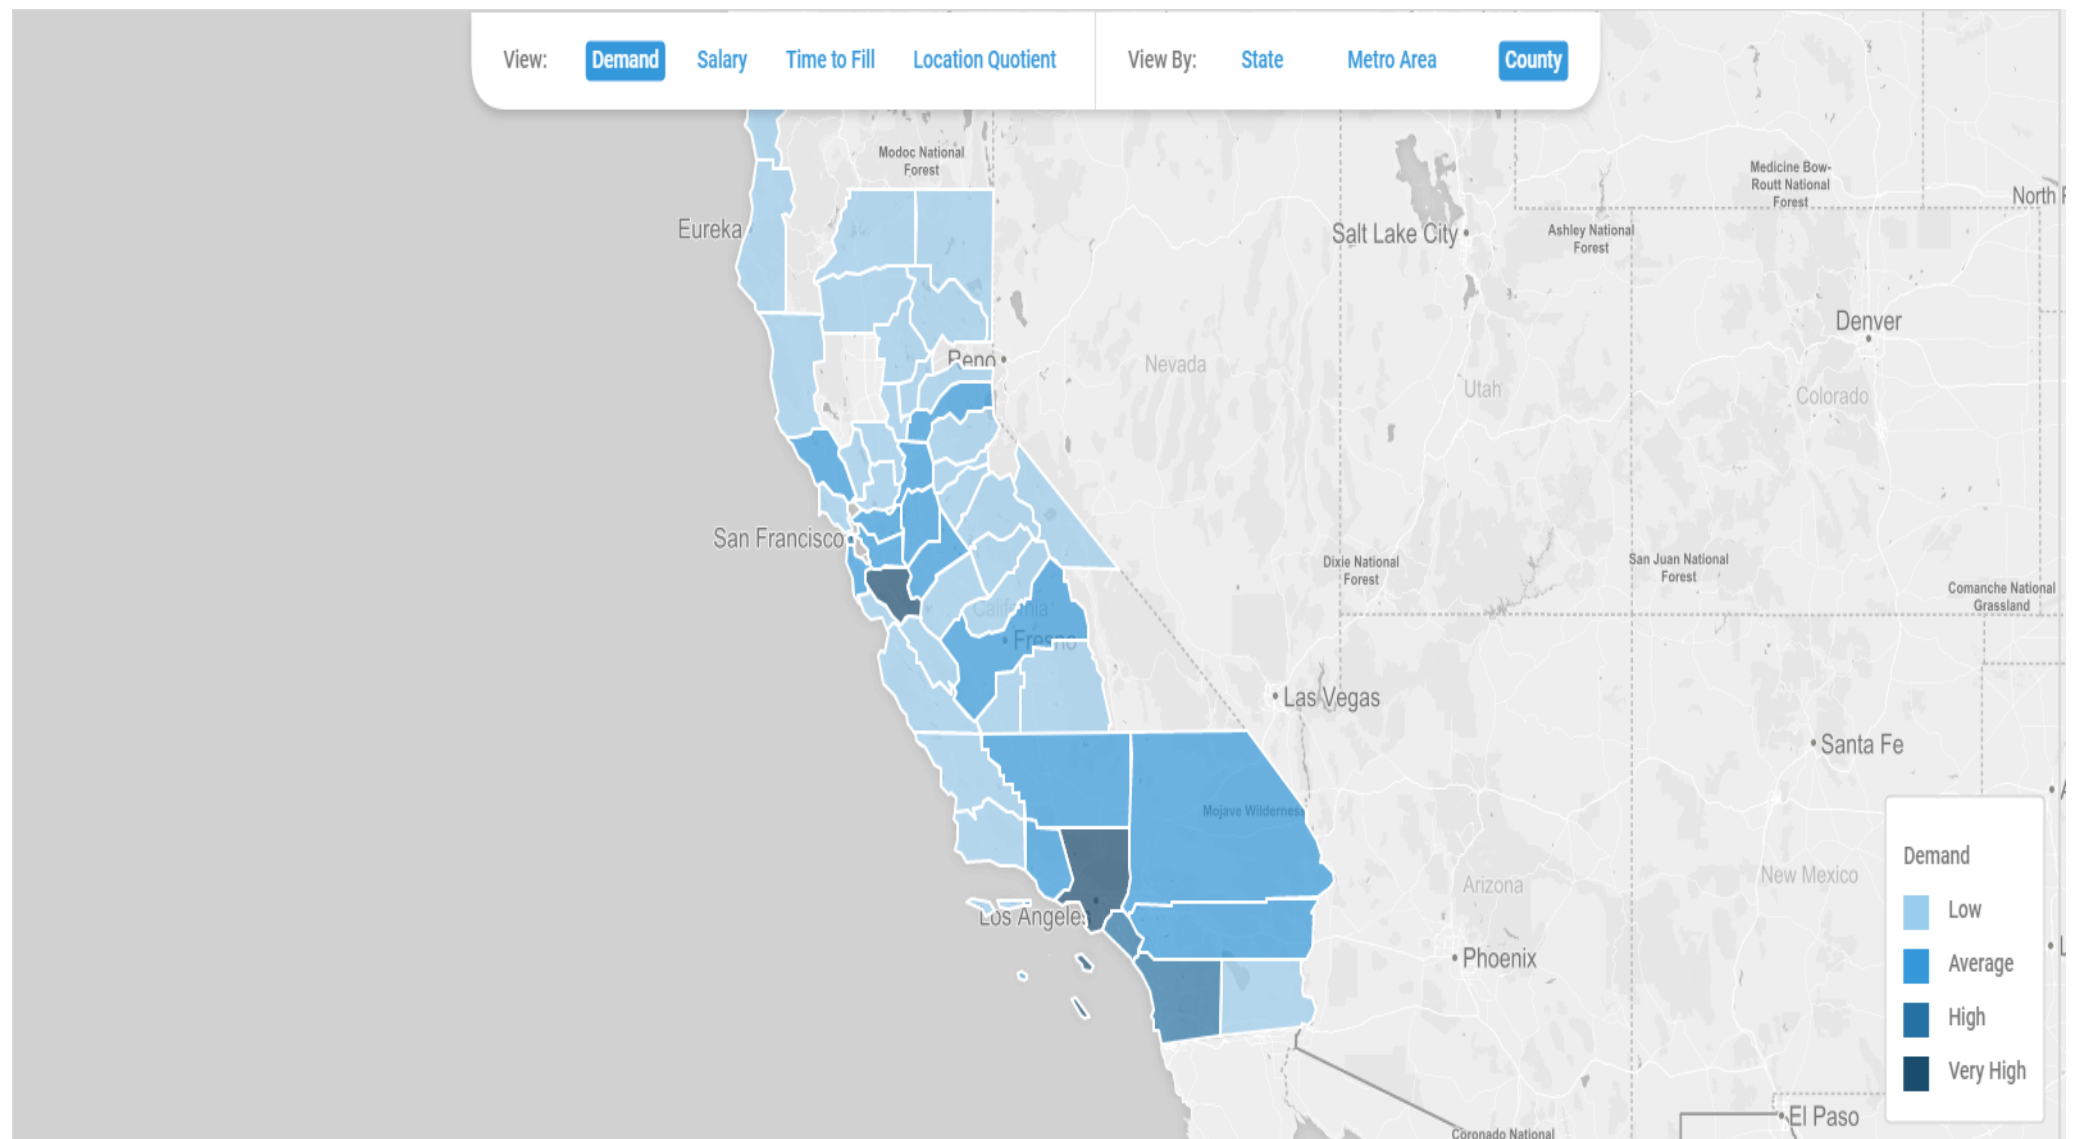 View: Demand Salary Time to Fill Location Quotient View By: State Metro Area County
Modoc National
Forest
Medicine Bow-
Routt National
Forest
North
Eureka
Salt Lake City
Ashley National
Forest
Denver
Reno
Nevada
Utah
Colorado
San Francisco
Dixie National
Forest
San Juan National
Forest
Comanche National
Grassland
California
Fresno
Las Vegas
Santa Fe
Mojave Wilderness
Arizona
New Mexico
Los Angeles
Phoenix
El Paso
Coronado National
Demand
Low
Average
High
Very High